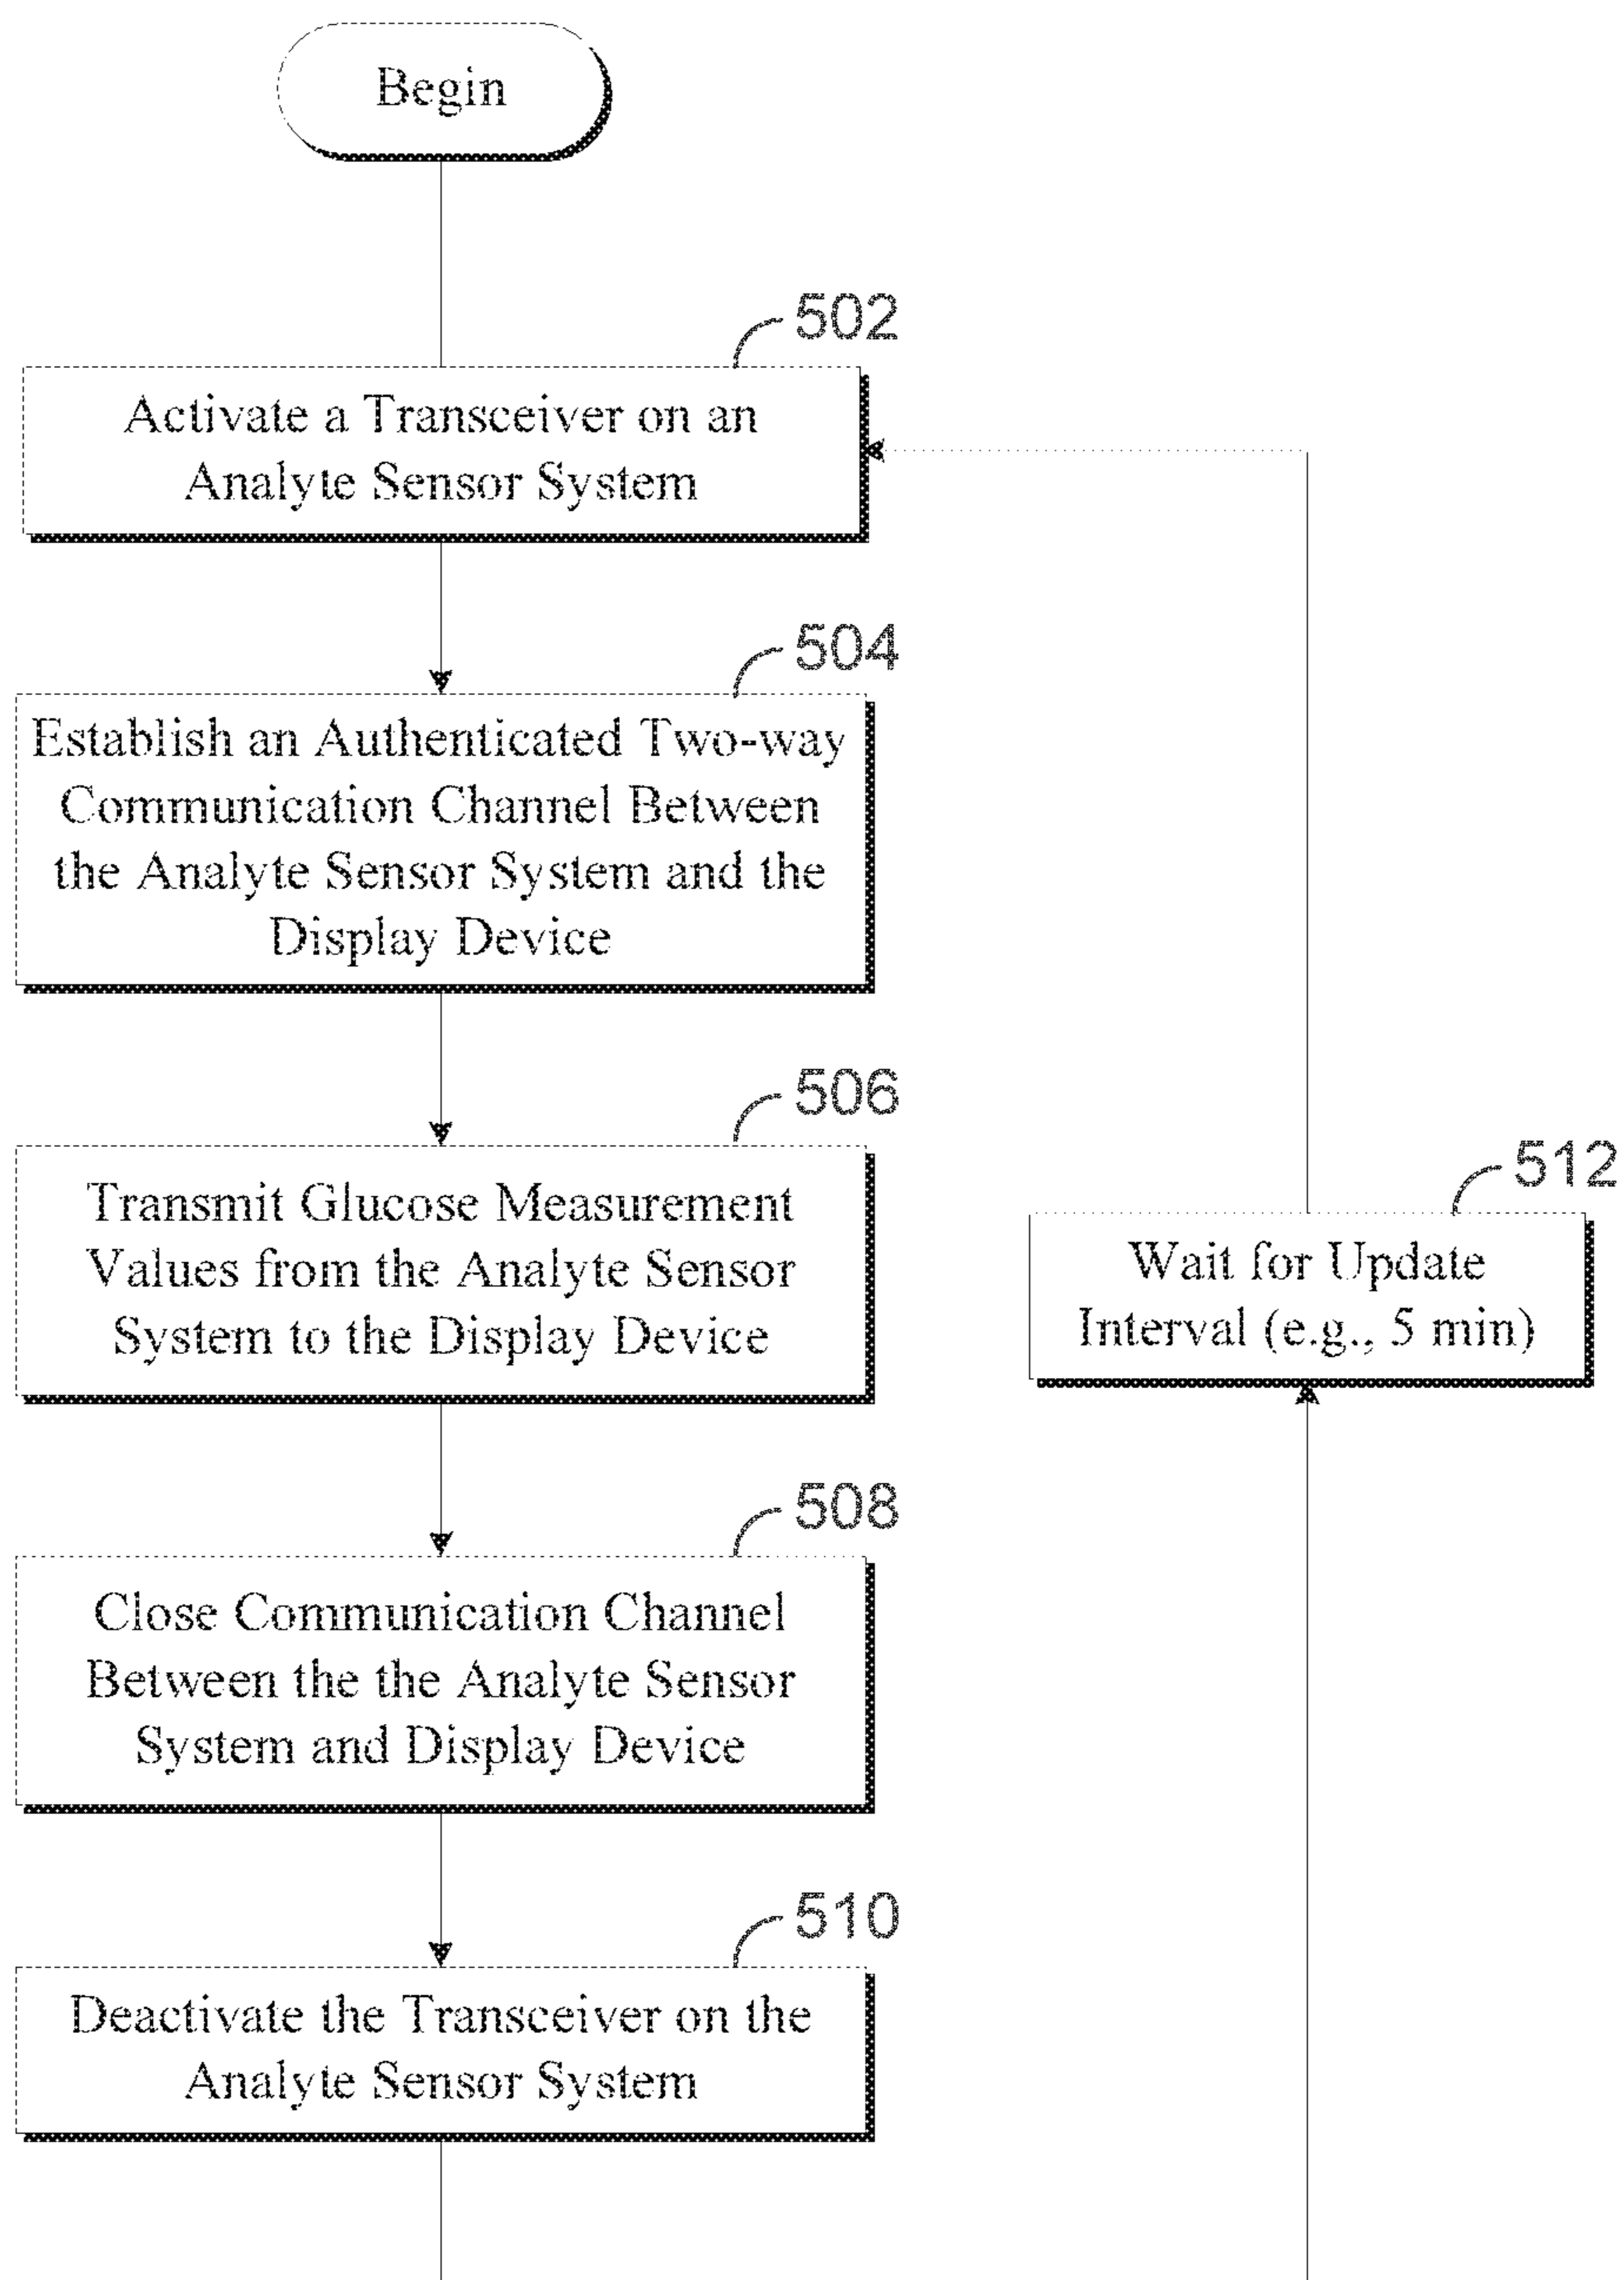 Begin
502
Activate a Transceiver on an
Analyte Sensor System
504
Establish an Authenticated Two-way
Communication Channel Between
the Analyte Sensor System and the
Display Device
506
Transmit Glucose Measurement
Values from the Analyte Sensor
System to the Display Device
512
Wait for Update
Interval (e.g., 5 min)
508
Close Communication Channel
Between the the Analyte Sensor
System and Display Device
510
Deactivate the Transceiver on the
Analyte Sensor System